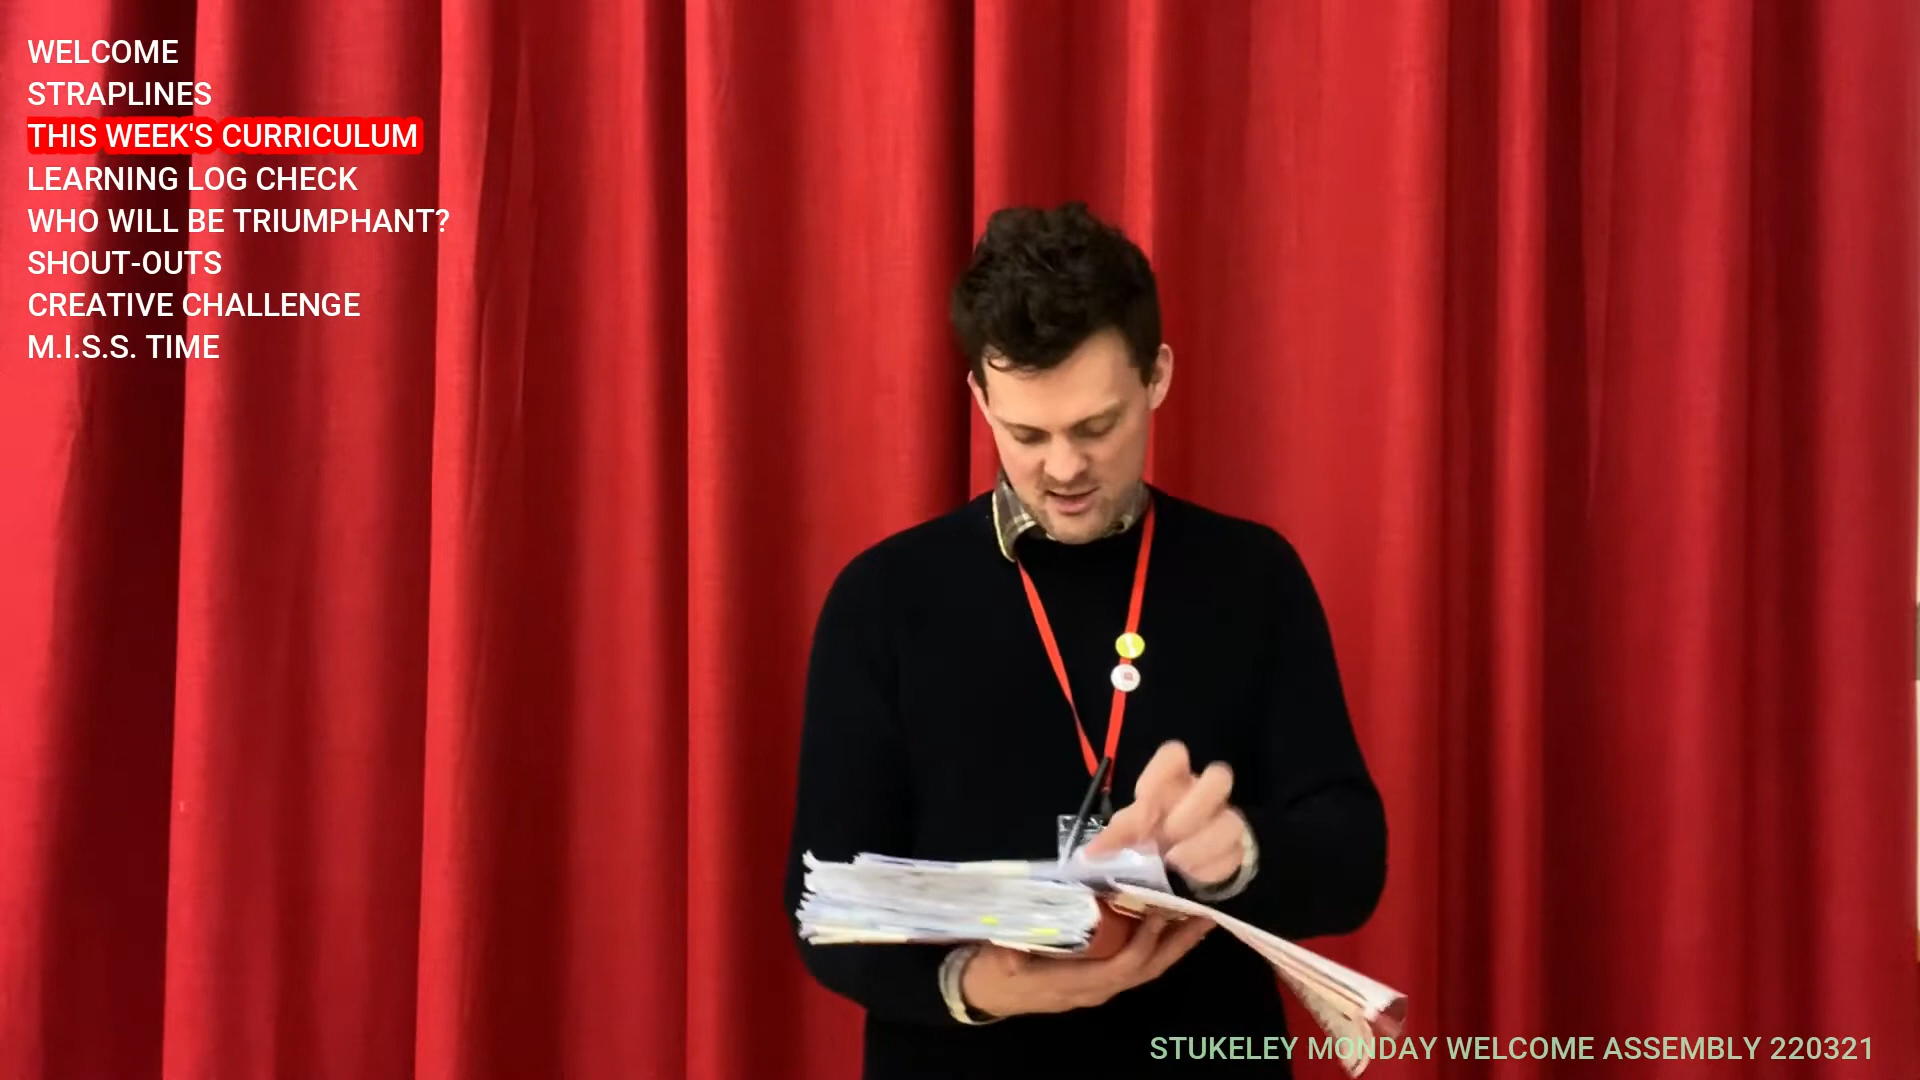 WELCOME
STRAPLINES
THIS WEEK'S CURRICULUM
LEARNING LOG CHECK
WHO WILL BE TRIUMPHANT?
SHOUT-OUTS
CREATIVE CHALLENGE
M.I.S.S. TIME
STUKELEY MONDAY WELCOME ASSEMBLY 220321